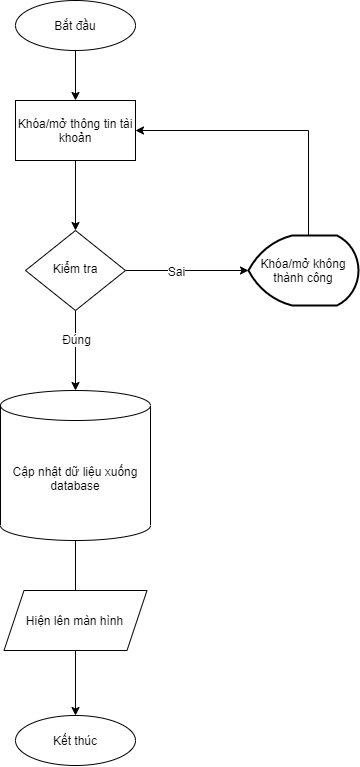 Bắt đầu
Khóa/mở thông tin tải
khoản
Kiểm tra
Sai
Khóa/mở không
thành công
Đúng
Cập nhật dữ liệu xuống
database
Hiện lên màn hình
Kết thúc